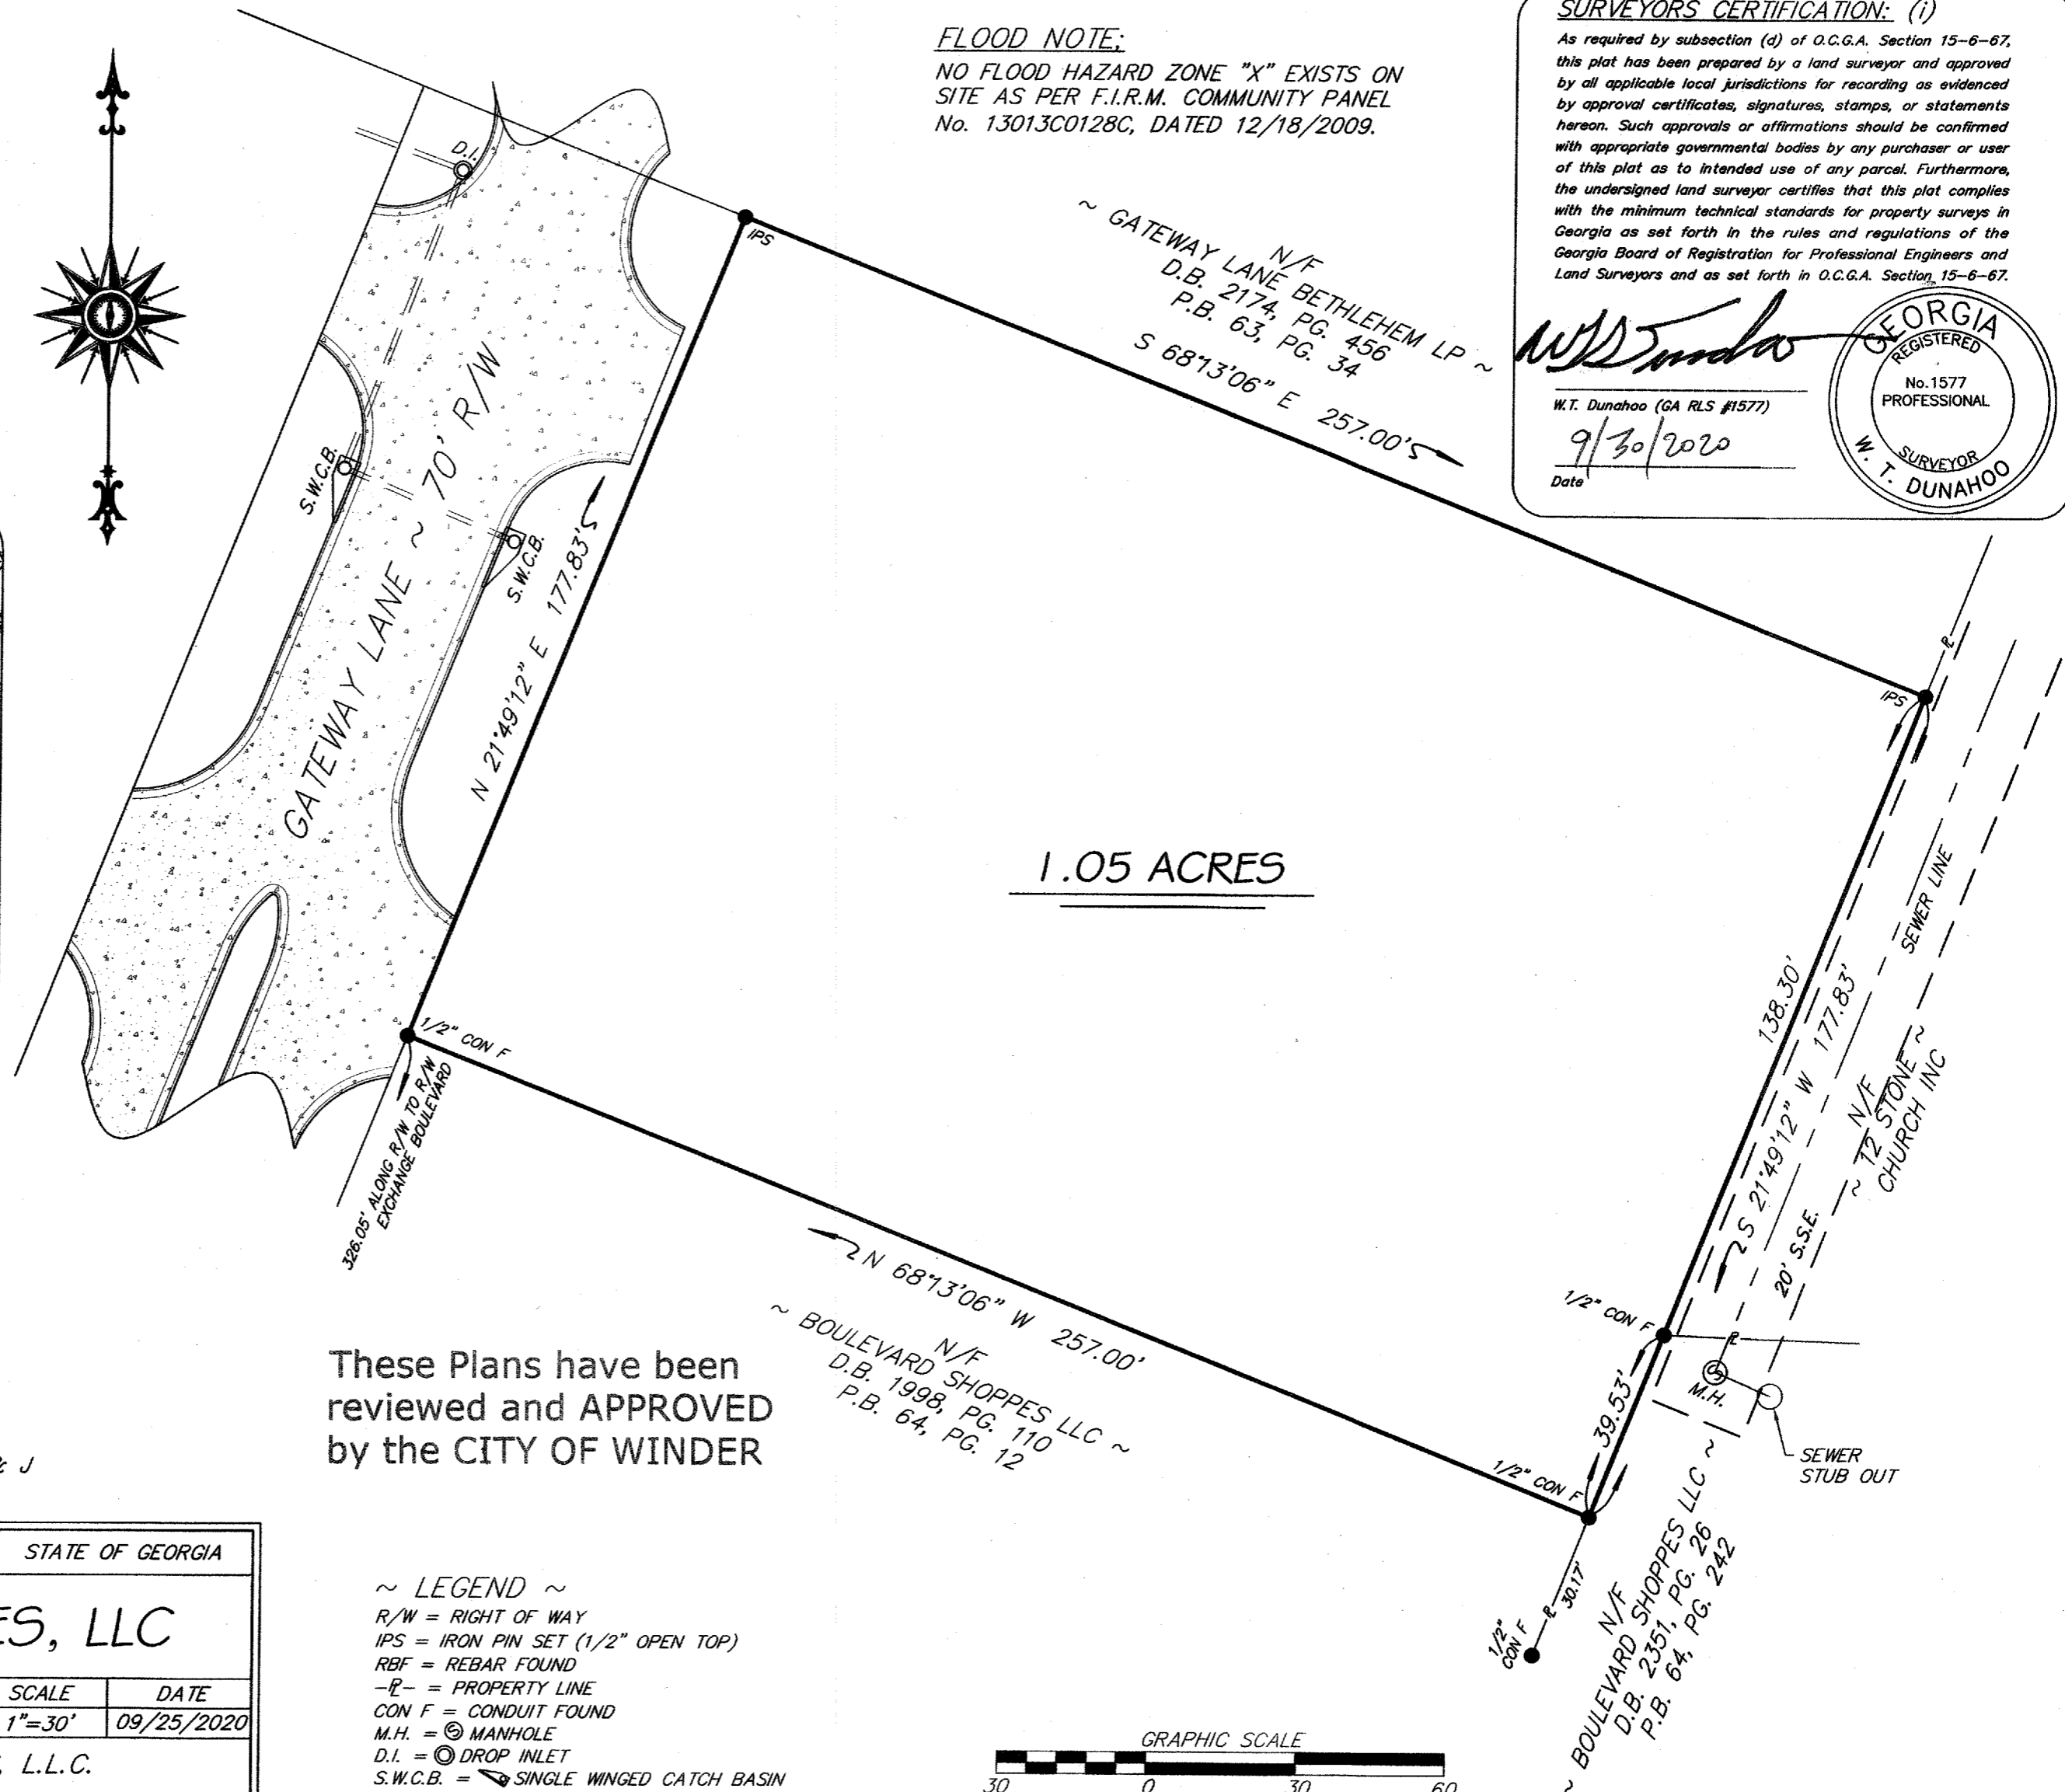 FLOOD NOTE:
NO FLOOD HAZARD ZONE "X" EXISTS ON
SITE AS PER F.I.R.M. COMMUNITY PANEL
No. 13013C0128C, DATED 12/18/2009.
SURVEYORS CERTIFICATION: (i)
As required by subsection (d) of O.C.G.A. Section 15-6-67,
this plat has been prepared by a land surveyor and approved
by all applicable local jurisdictions for recording as evidenced
by approval certificates, signatures, stamps, or statements
hereon. Such approvals or affirmations should be confirmed
with appropriate governmental bodies by any purchaser or user
of this plat as to intended use of any parcel. Furthermore,
the undersigned land surveyor certifies that this plat complies
with the minimum technical standards for property surveys in
Georgia as set forth in the rules and regulations of the
Georgia Board of Registration for Professional Engineers and
Land Surveyors and as set forth in O.C.G.A. Section 15-6-67.
W.T. Dunahoo (GA RLS #1577)
9/30/2020
Date
GEORGIA
REGISTERED
No.1577
PROFESSIONAL
SURVEYOR
W. T. DUNAHOO
D.I.
IPS
N/F
~ GATEWAY LANE BETHLEHEM LP ~
D.B. 2174, PG. 456
P.B. 63, PG. 34
S 68°13'06" E 257.00'
S.W.C.B.
GATEWAY LANE ~ 70' R/W
S.W.C.B.
N 21°49'12" E 177.83'
IPS
P
1.05 ACRES
SEWER LINE
138.30'
S 21°49'12" W 177.83'
N/F
~ 12 STONE ~
CHURCH INC
20' S.S.E.
1/2" CON F
326.05' ALONG R/W TO R/W
EXCHANGE BOULEVARD
N 68°13'06" W 257.00'
N/F
~ BOULEVARD SHOPPES LLC ~
D.B. 1998, PG. 110
P.B. 64, PG. 12
1/2" CON F
P
M.H.
39.53'
SEWER
STUB OUT
1/2" CON F
These Plans have been
reviewed and APPROVED
by the CITY OF WINDER
P
30.17'
1/2"
CON F
N/F
~ BOULEVARD SHOPPES LLC ~
D.B. 2351, PG. 26
P.B. 64, PG. 242
& J
STATE OF GEORGIA
ES, LLC
SCALE DATE
1"=30' 09/25/2020
L.L.C.
~ LEGEND ~
R/W = RIGHT OF WAY
IPS = IRON PIN SET (1/2" OPEN TOP)
RBF = REBAR FOUND
-P- = PROPERTY LINE
CON F = CONDUIT FOUND
M.H. = S MANHOLE
D.I. = DROP INLET
S.W.C.B. = SINGLE WINGED CATCH BASIN
GRAPHIC SCALE
30 0 30 60